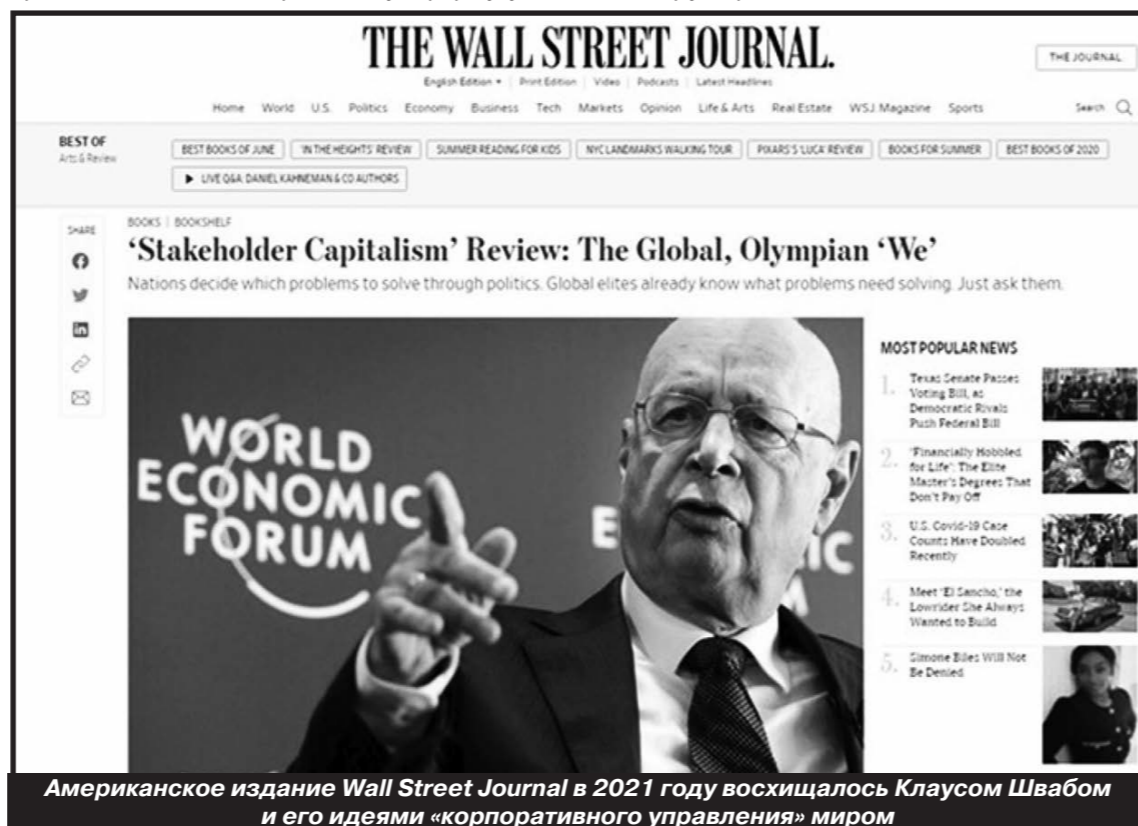 THE WALL STREET JOURNAL.
THE JOURNAL.
English Edition
Print Edition
Video
Podcasts
Latest Headlines
Home World U.S. Politics Economy Business Tech Markets Opinion Life & Arts Real Estate WSJ. Magazine Sports
Search
BEST OF
Arts & Review
BEST BOOKS OF JUNE
'IN THE HEIGHTS' REVIEW
SUMMER READING FOR KIDS
NYC LANDMARKS WALKING TOUR
PIXAR'S 'LUCA' REVIEW
BOOKS FOR SUMMER
BEST BOOKS OF 2020
LIVE Q&A: DANIEL KAHNEMAN & CO AUTHORS
SHARE
BOOKS | BOOKSHELF
'Stakeholder Capitalism' Review: The Global, Olympian 'We'
Nations decide which problems to solve through politics. Global elites already know what problems need solving. Just ask them.
WORLD
ECONOMIC
FORUM
E
IC
MOST POPULAR NEWS
1. Texas Senate Passes
Voting Bill, as
Democratic Rivals
Push Federal Bill
2. 'Financially Hobbled
for Life': The Elite
Master's Degrees That
Don't Pay Off
3. U.S. Covid-19 Case
Counts Have Doubled
Recently
4. Meet 'El Sancho,' the
Lowrider She Always
Wanted to Build
5. Simone Biles Will Not
Be Denied
Американское издание Wall Street Journal в 2021 году восхищалось Клаусом Швабом
и его идеями «корпоративного управления» миром